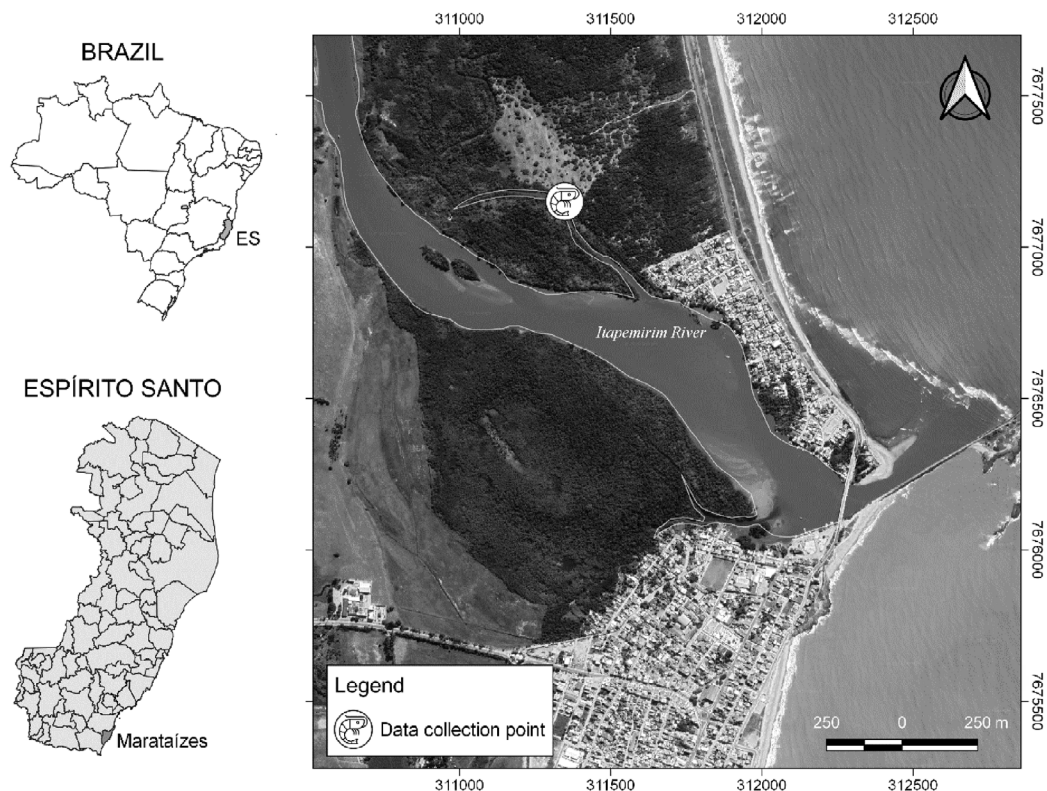 BRAZIL
ES
ESPÍRITO SANTO
Marataízes
311000 311500 312000 312500
7677500
7677000
7676500
7676000
7675500
Itapemirim River
Legend
Data collection point
250 0 250 m
311000 311500 312000 312500